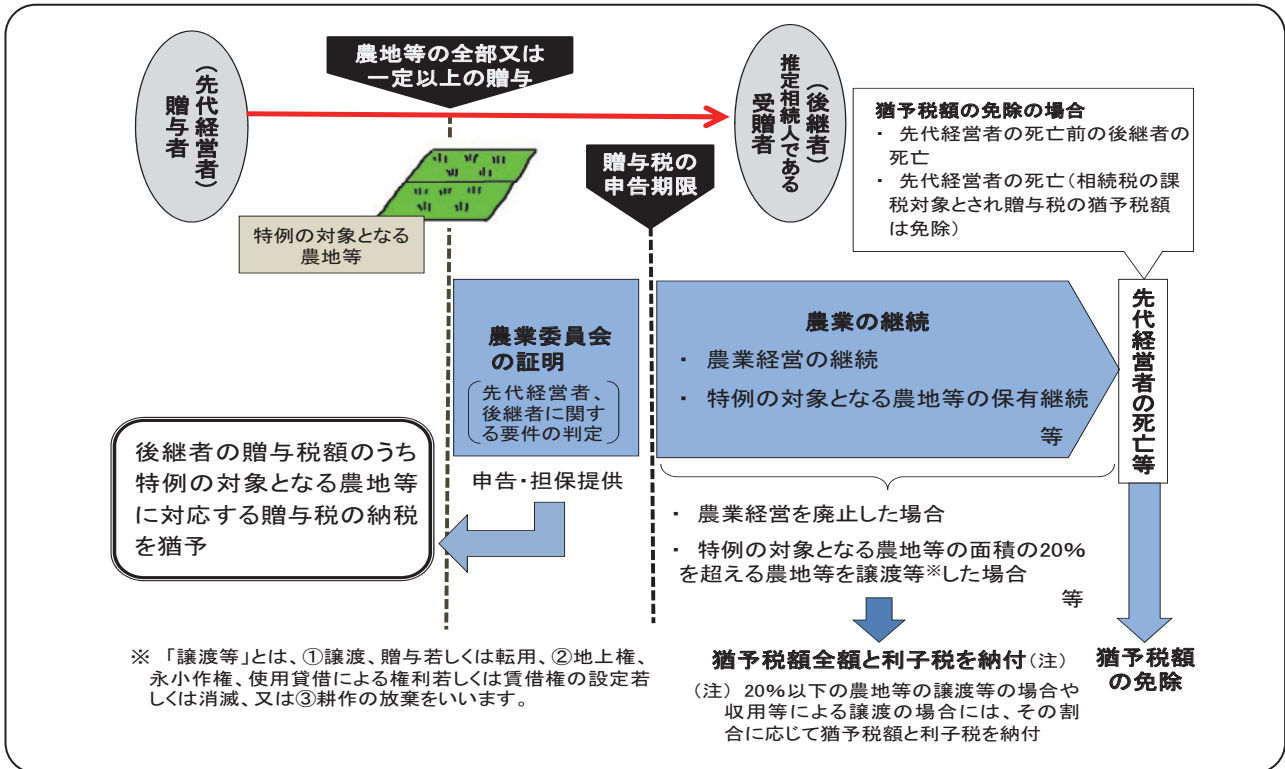 農地等の全部又は
一定以上の贈与
(先代経営者)
贈与者
(後継者)
推定相続人である
受贈者
特例の対象となる
農地等
贈与税の
申告期限
猶予税額の免除の場合
・ 先代経営者の死亡前の後継者の
死亡
・ 先代経営者の死亡(相続税の課
税対象とされ贈与税の猶予税額
は免除)
農業委員会
の証明
先代経営者、
後継者に関す
る要件の判定
申告・担保提供
後継者の贈与税額のうち
特例の対象となる農地等
に対応する贈与税の納税
を猶予
農業の継続
・ 農業経営の継続
・ 特例の対象となる農地等の保有継続
等
先代経営者の死亡等
・ 農業経営を廃止した場合
・ 特例の対象となる農地等の面積の20%
を超える農地等を譲渡等※した場合
等
猶予税額全額と利子税を納付(注)
(注) 20%以下の農地等の譲渡等の場合や
収用等による譲渡の場合には、その割
合に応じて猶予税額と利子税を納付
猶予税額
の免除
※ 「譲渡等」とは、①譲渡、贈与若しくは転用、②地上権、
永小作権、使用貸借による権利若しくは賃借権の設定若
しくは消滅、又は③耕作の放棄をいいます。